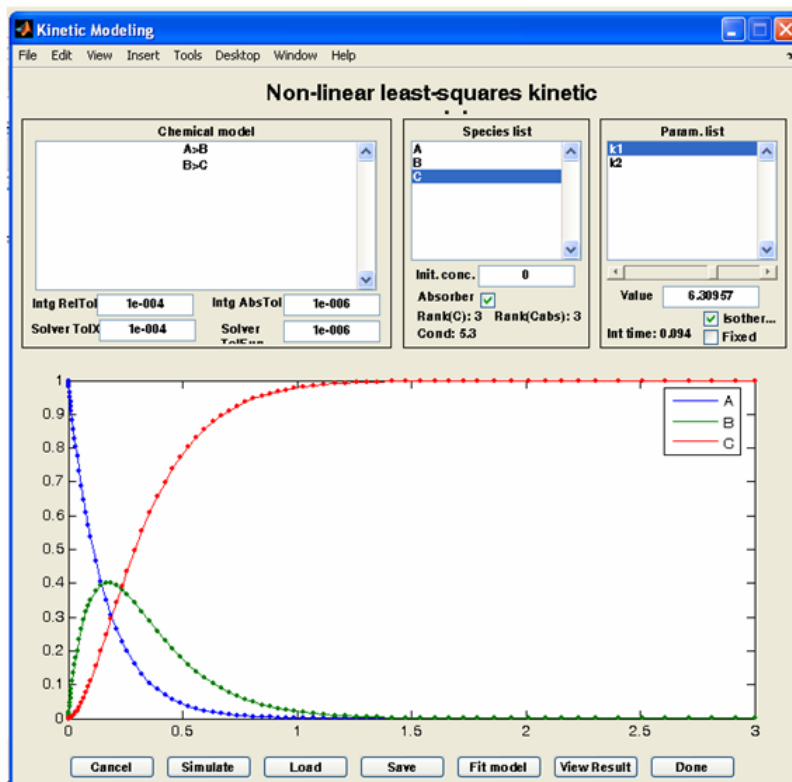 Kinetic Modeling
File Edit View Insert Tools Desktop Window Help
Non-linear least-squares kinetic
Chemical model
A>B
B>C
Intg RelTol 1e-004 Intg AbsTol 1e-006
Solver TolX 1e-004 Solver 1e-006
Species list
A
B
C
Init. conc. 0
Absorber
Rank(C): 3 Rank(Cabs): 3
Cond: 5.3
Param. list
k1
k2
Value 6.30957
Isother...
Int time: 0.094 Fixed
1
0.9
0.8
0.7
0.6
0.5
0.4
0.3
0.2
0.1
0
0 0.5 1 1.5 2 2.5 3
A
B
C
Cancel Simulate Load Save Fit model View Result Done